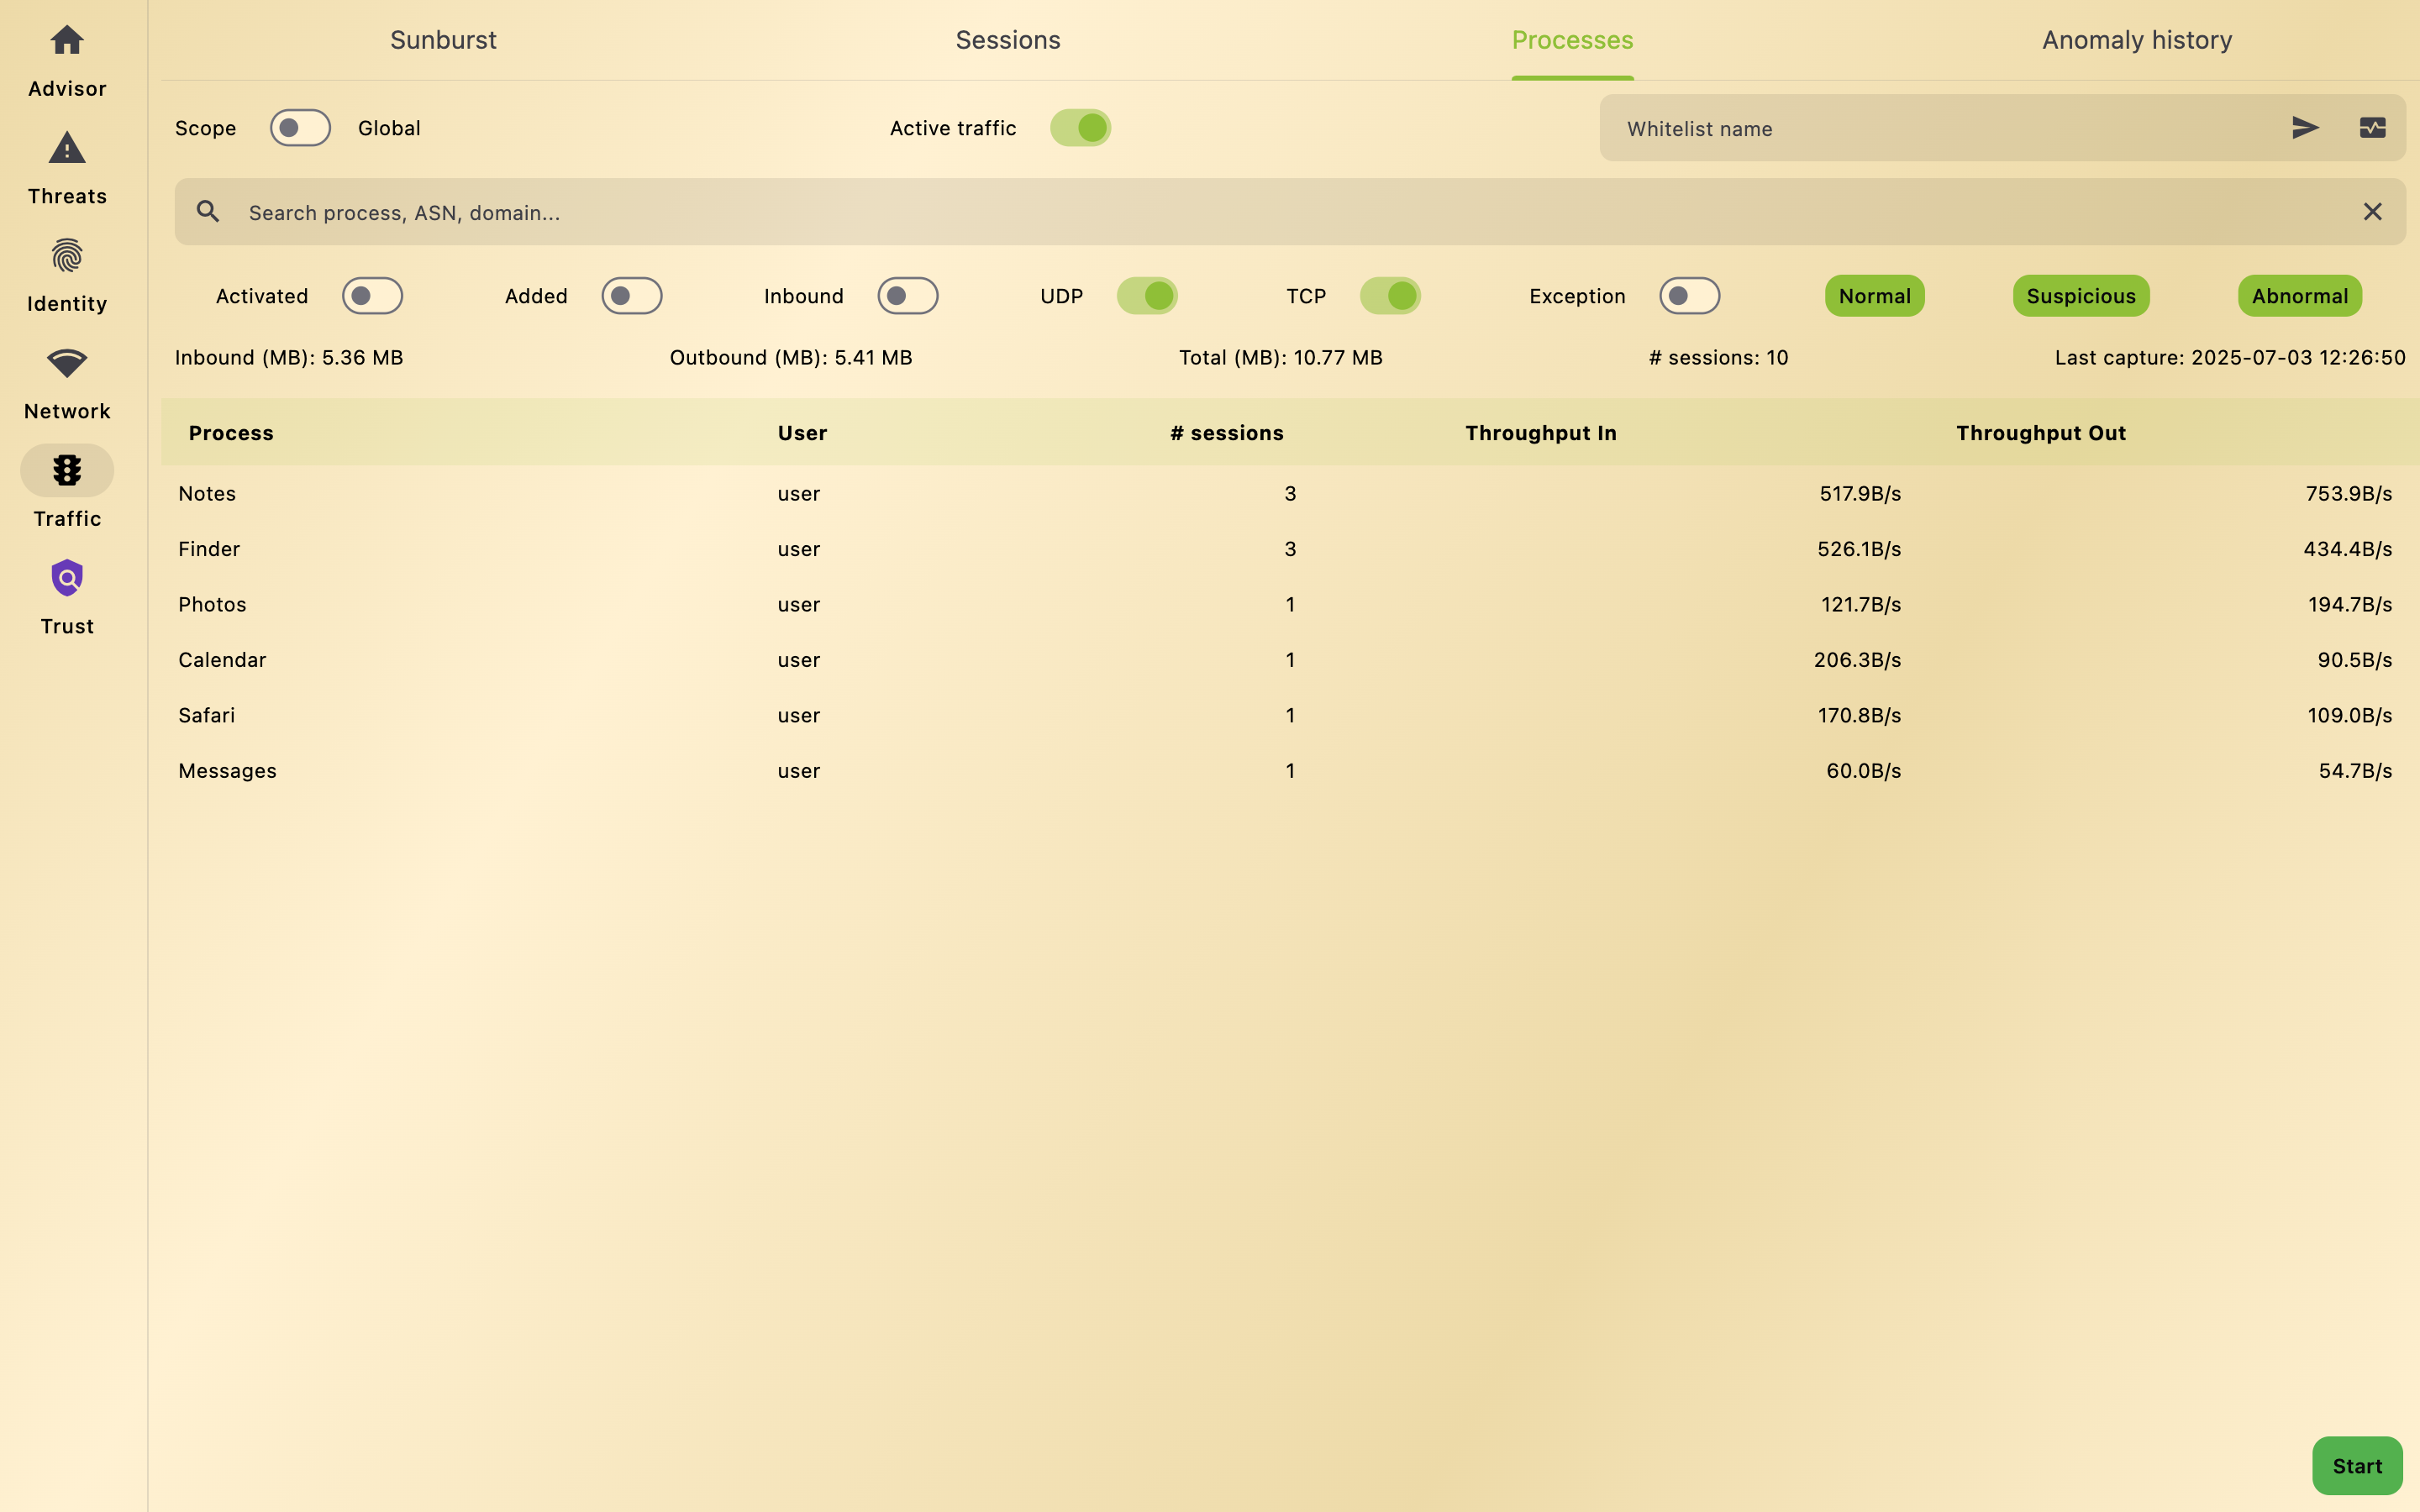 Advisor
Threats
Identity
Network
Traffic
Trust
Sunburst Sessions Processes Anomaly history
Scope Global Active traffic Whitelist name
Search process, ASN, domain...
Activated Added Inbound UDP TCP Exception Normal Suspicious Abnormal
Inbound (MB): 5.36 MB Outbound (MB): 5.41 MB Total (MB): 10.77 MB # sessions: 10 Last capture: 2025-07-03 12:26:50
Process User # sessions Throughput In Throughput Out
Notes user 3 517.9B/s 753.9B/s
Finder user 3 526.1B/s 434.4B/s
Photos user 1 121.7B/s 194.7B/s
Calendar user 1 206.3B/s 90.5B/s
Safari user 1 170.8B/s 109.0B/s
Messages user 1 60.0B/s 54.7B/s
Start